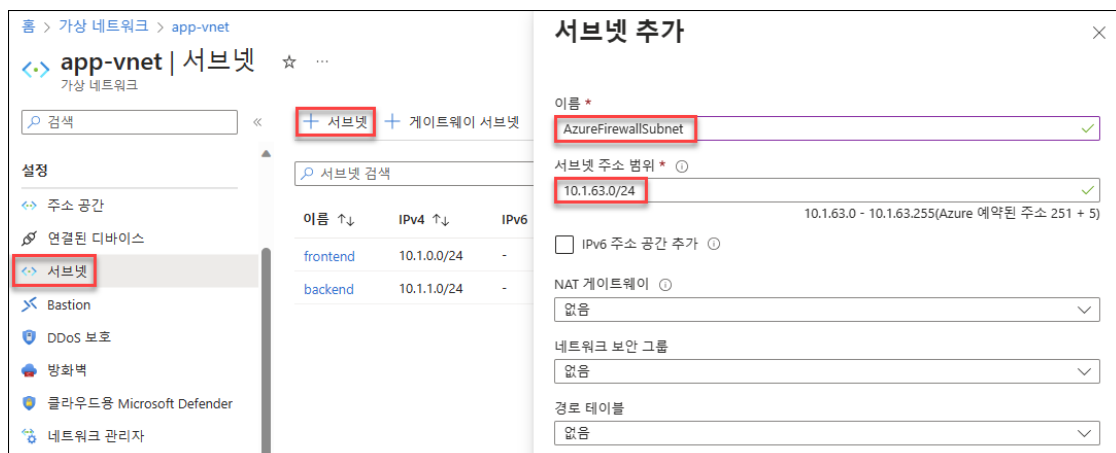 홈 > 가상 네트워크 > app-vnet
app-vnet | 서브넷 ☆ ...
가상 네트워크
검색
«
설정
주소 공간
연결된 디바이스
서브넷
Bastion
DDoS 보호
방화벽
클라우드용 Microsoft Defender
네트워크 관리자
+ 서브넷 + 게이트웨이 서브넷
서브넷 검색
이름 ↑↓ IPv4 ↑↓ IPv6
frontend 10.1.0.0/24 -
backend 10.1.1.0/24 -
서브넷 추가
이름 *
AzureFirewallSubnet
서브넷 주소 범위 *
10.1.63.0/24
10.1.63.0 - 10.1.63.255(Azure 예약된 주소 251 + 5)
IPv6 주소 공간 추가
NAT 게이트웨이
없음
네트워크 보안 그룹
없음
경로 테이블
없음